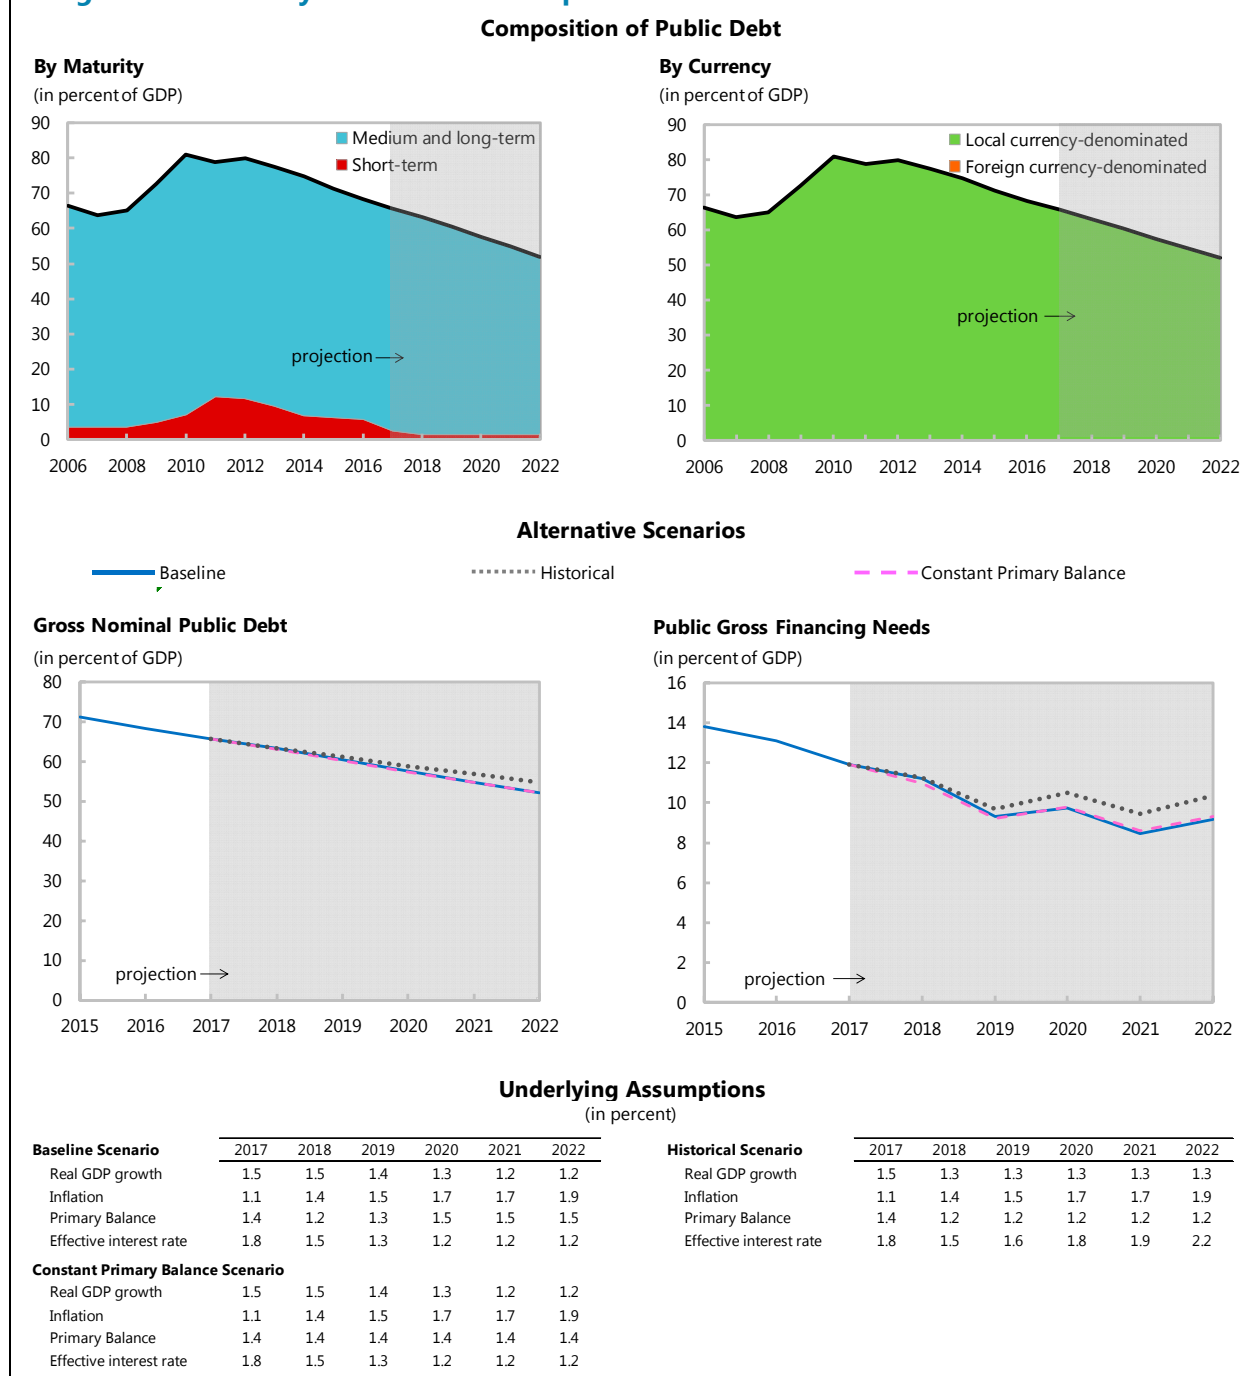 Composition of Public Debt
By Maturity
(in percent of GDP)
90
80
70
60
50
40
30
20
10
0
Medium and long-term
Short-term
projection
2006 2008 2010 2012 2014 2016 2018 2020 2022
By Currency
(in percent of GDP)
90
80
70
60
50
40
30
20
10
0
Local currency-denominated
Foreign currency-denominated
projection
2006 2008 2010 2012 2014 2016 2018 2020 2022
Alternative Scenarios
Baseline Historical Constant Primary Balance
Gross Nominal Public Debt
(in percent of GDP)
80
70
60
50
40
30
20
10
0
projection
2015 2016 2017 2018 2019 2020 2021 2022
Public Gross Financing Needs
(in percent of GDP)
16
14
12
10
8
6
4
2
0
projection
2015 2016 2017 2018 2019 2020 2021 2022
Underlying Assumptions
(in percent)
Baseline Scenario 2017 2018 2019 2020 2021 2022
Real GDP growth 1.5 1.5 1.4 1.3 1.2 1.2
Inflation 1.1 1.4 1.5 1.7 1.7 1.9
Primary Balance 1.4 1.2 1.3 1.5 1.5 1.5
Effective interest rate 1.8 1.5 1.3 1.2 1.2 1.2
Constant Primary Balance Scenario
Real GDP growth 1.5 1.5 1.4 1.3 1.2 1.2
Inflation 1.1 1.4 1.5 1.7 1.7 1.9
Primary Balance 1.4 1.4 1.4 1.4 1.4 1.4
Effective interest rate 1.8 1.5 1.3 1.2 1.2 1.2
Historical Scenario 2017 2018 2019 2020 2021 2022
Real GDP growth 1.5 1.3 1.3 1.3 1.3 1.3
Inflation 1.1 1.4 1.5 1.7 1.7 1.9
Primary Balance 1.4 1.2 1.2 1.2 1.2 1.2
Effective interest rate 1.8 1.5 1.6 1.8 1.9 2.2